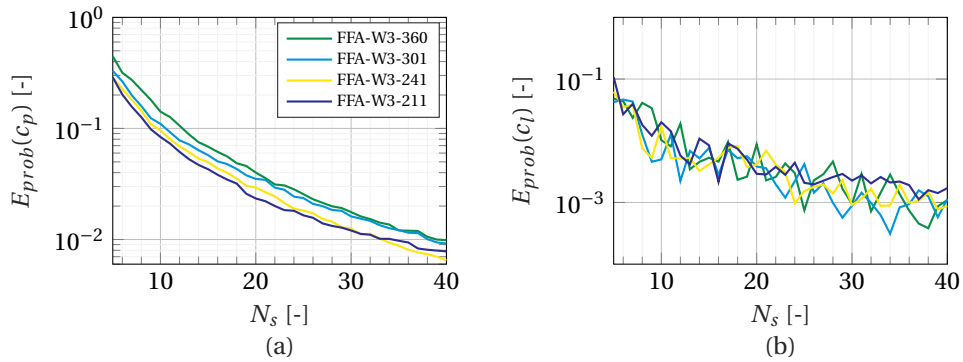 E_prob(c_p) [-]
10^0
10^-1
10^-2
FFA-W3-360
FFA-W3-301
FFA-W3-241
FFA-W3-211
10 20 30 40
N_s [-]
(a)
E_prob(c_l) [-]
10^-1
10^-3
10 20 30 40
N_s [-]
(b)